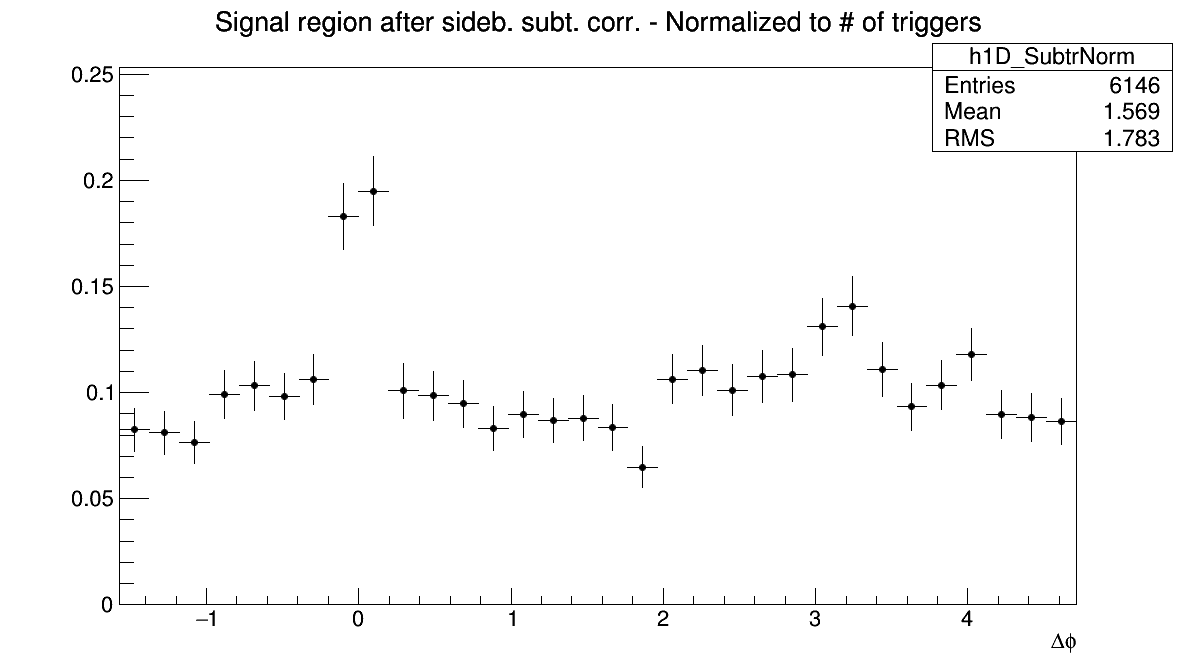 Signal region after sideb. subt. corr. - Normalized to # of triggers
h1D_SubtrNorm
Entries 6146
Mean 1.569
RMS 1.783
0.25
0.2
0.15
0.1
0.05
0
−1 0 1 2 3 4
Δϕ